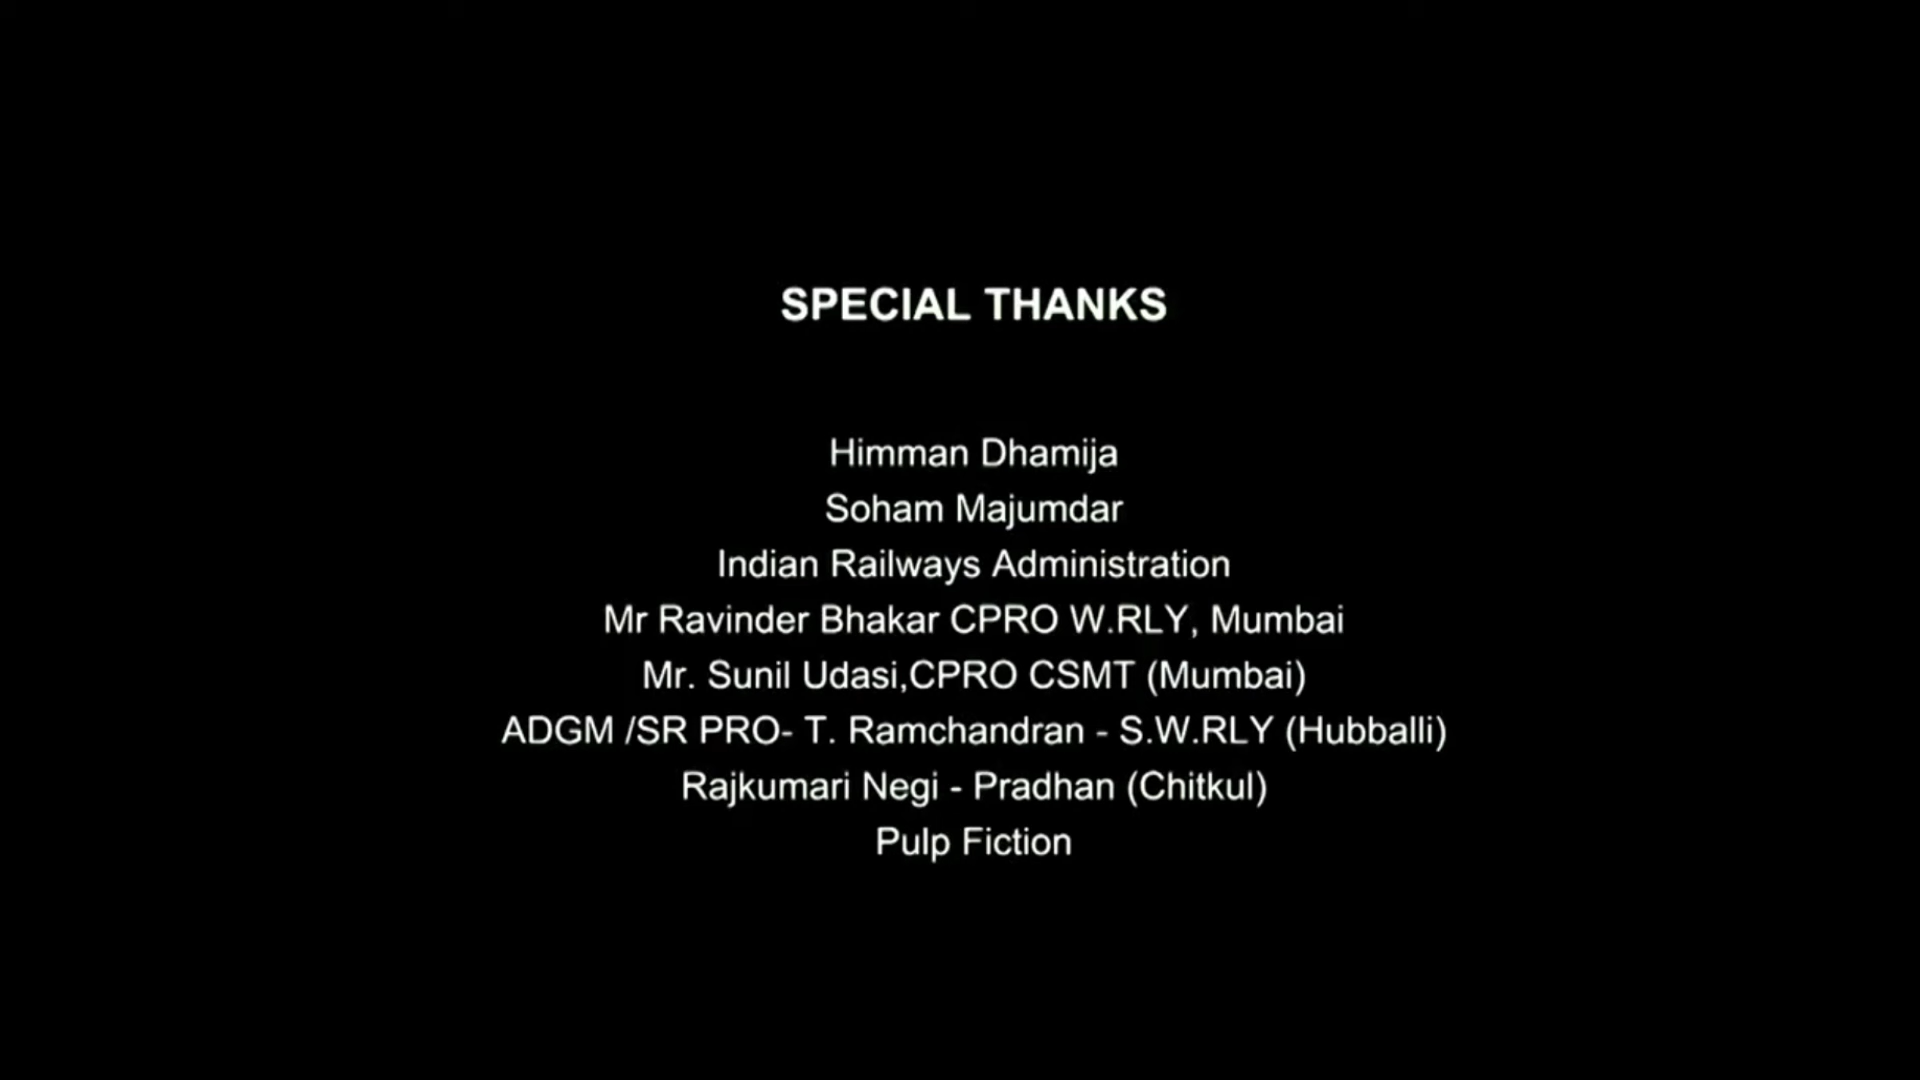 SPECIAL THANKS
Himman Dhamija
Soham Majumdar
Indian Railways Administration
Mr Ravinder Bhakar CPRO W.RLY, Mumbai
Mr. Sunil Udasi,CPRO CSMT (Mumbai)
ADGM /SR PRO- T. Ramchandran - S.W.RLY (Hubballi)
Rajkumari Negi - Pradhan (Chitkul)
Pulp Fiction